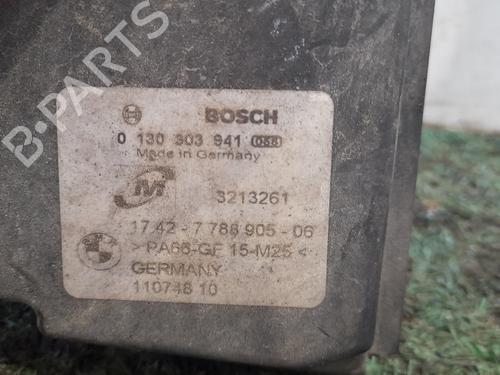 B-PARTS
BOSCH
0 130 303 941 068
Made in Germany
M
3213261
17.42 - 7 788 905 - 06
>PA66-GF 15-M25<
GERMANY
110748 10